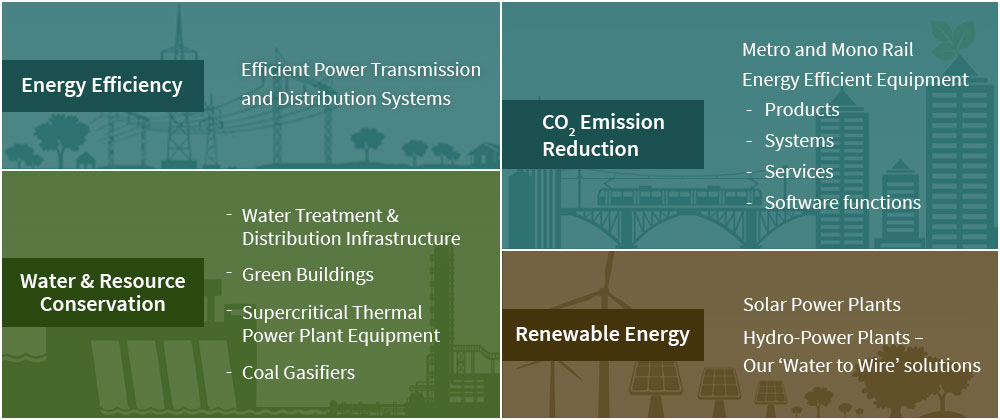 Energy Efficiency
Efficient Power Transmission
and Distribution Systems
Water & Resource
Conservation
- Water Treatment &
Distribution Infrastructure
- Green Buildings
- Supercritical Thermal
Power Plant Equipment
- Coal Gasifiers
CO₂ Emission
Reduction
Metro and Mono Rail
Energy Efficient Equipment
- Products
- Systems
- Services
- Software functions
Renewable Energy
Solar Power Plants
Hydro-Power Plants –
Our ‘Water to Wire’ solutions